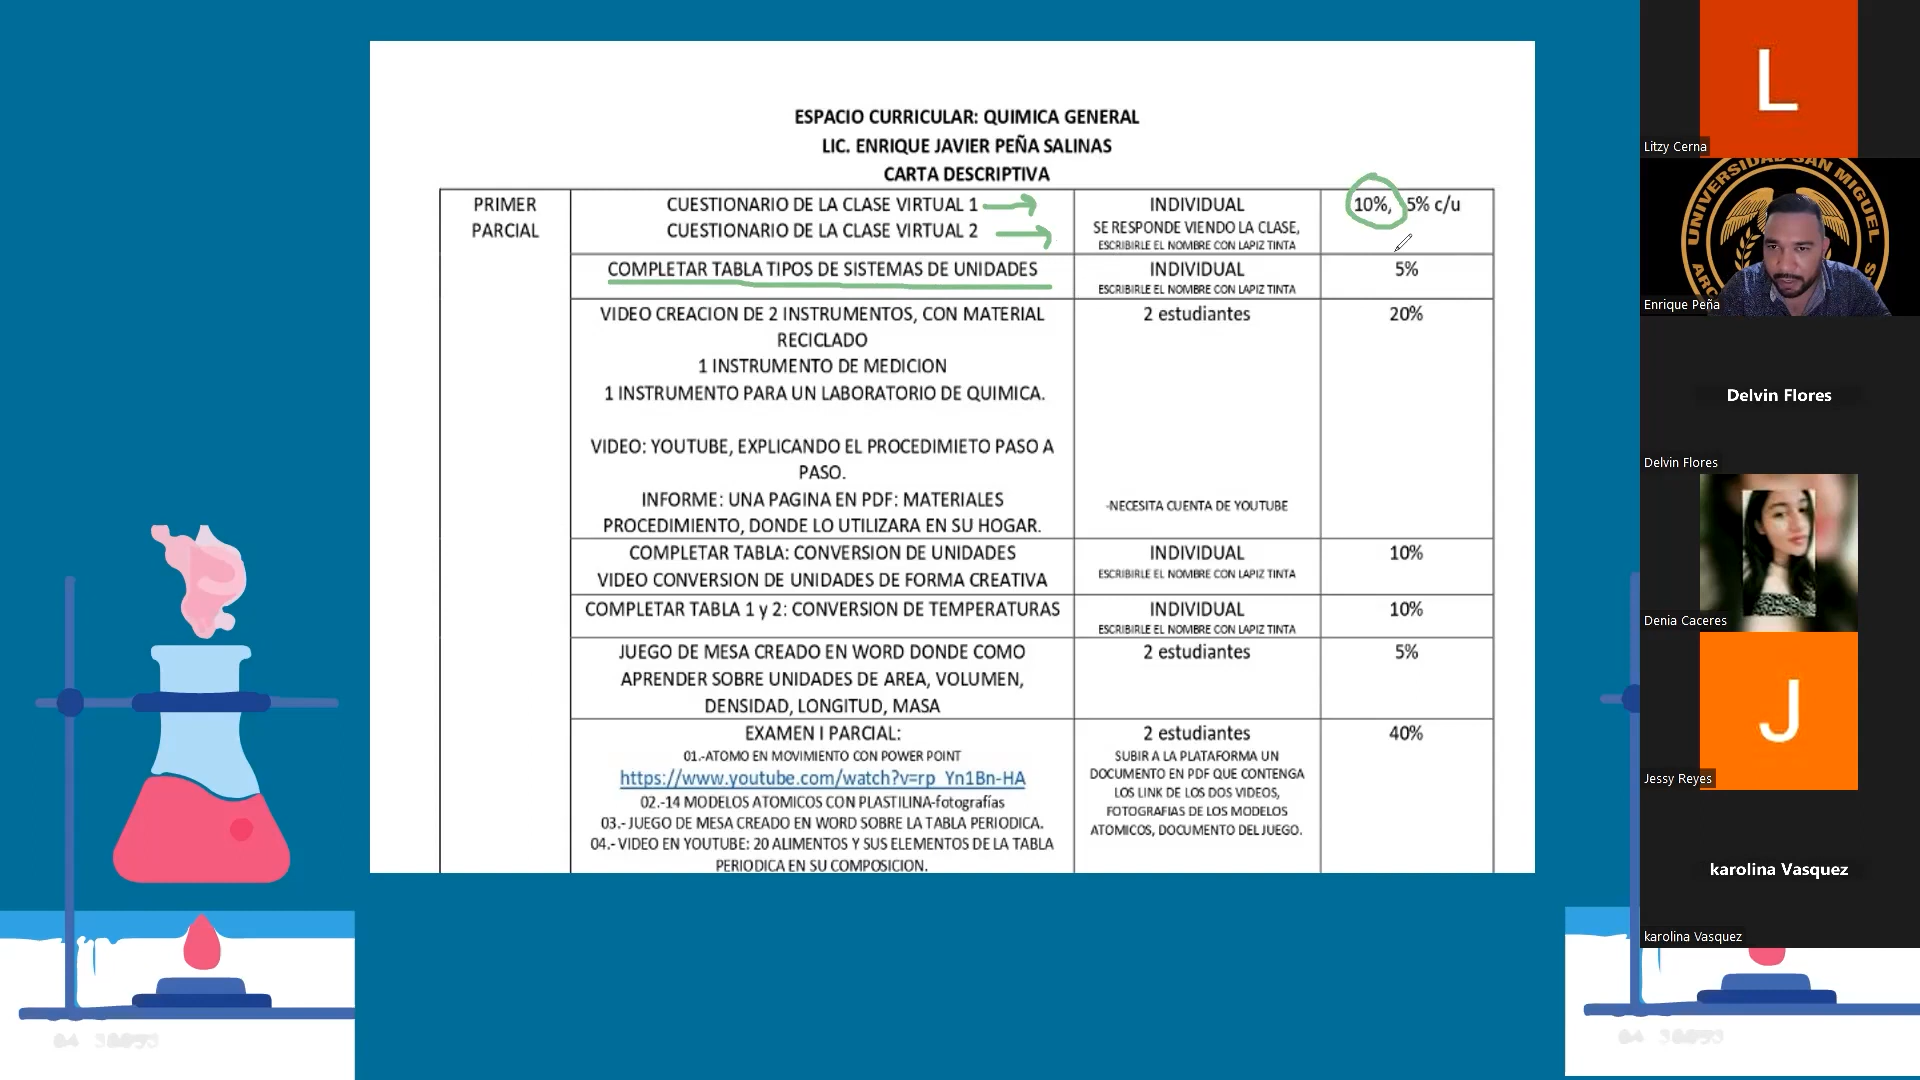 ESPACIO CURRICULAR: QUIMICA GENERAL
LIC. ENRIQUE JAVIER PEÑA SALINAS
CARTA DESCRIPTIVA
PRIMER
PARCIAL
CUESTIONARIO DE LA CLASE VIRTUAL 1
CUESTIONARIO DE LA CLASE VIRTUAL 2
INDIVIDUAL
SE RESPONDE VIENDO LA CLASE,
ESCRIBIRLE EL NOMBRE CON LAPIZ TINTA
10%, 5% c/u
COMPLETAR TABLA TIPOS DE SISTEMAS DE UNIDADES
INDIVIDUAL
ESCRIBIRLE EL NOMBRE CON LAPIZ TINTA
5%
VIDEO CREACION DE 2 INSTRUMENTOS, CON MATERIAL
RECICLADO
1 INSTRUMENTO DE MEDICION
1 INSTRUMENTO PARA UN LABORATORIO DE QUIMICA.
VIDEO: YOUTUBE, EXPLICANDO EL PROCEDIMIETO PASO A
PASO.
INFORME: UNA PAGINA EN PDF: MATERIALES
PROCEDIMIENTO, DONDE LO UTILIZARA EN SU HOGAR.
2 estudiantes
-NECESITA CUENTA DE YOUTUBE
20%
COMPLETAR TABLA: CONVERSION DE UNIDADES
VIDEO CONVERSION DE UNIDADES DE FORMA CREATIVA
INDIVIDUAL
ESCRIBIRLE EL NOMBRE CON LAPIZ TINTA
10%
COMPLETAR TABLA 1 y 2: CONVERSION DE TEMPERATURAS
INDIVIDUAL
ESCRIBIRLE EL NOMBRE CON LAPIZ TINTA
10%
JUEGO DE MESA CREADO EN WORD DONDE COMO
APRENDER SOBRE UNIDADES DE AREA, VOLUMEN,
DENSIDAD, LONGITUD, MASA
2 estudiantes
5%
EXAMEN I PARCIAL:
01.-ATOMO EN MOVIMIENTO CON POWER POINT
https://www.youtube.com/watch?v=rp_Yn1Bn-HA
02.-14 MODELOS ATOMICOS CON PLASTILINA-fotografías
03.- JUEGO DE MESA CREADO EN WORD SOBRE LA TABLA PERIODICA.
04.- VIDEO EN YOUTUBE: 20 ALIMENTOS Y SUS ELEMENTOS DE LA TABLA
PERIODICA EN SU COMPOSICION.
2 estudiantes
SUBIR A LA PLATAFORMA UN
DOCUMENTO EN PDF QUE CONTENGA
LOS LINK DE LOS DOS VIDEOS,
FOTOGRAFIAS DE LOS MODELOS
ATOMICOS, DOCUMENTO DEL JUEGO.
40%
L
Litzy Cerna
UNIVERSIDAD SAN MIGUEL
Enrique Peña
Delvin Flores
Delvin Flores
Denia Caceres
J
Jessy Reyes
karolina Vasquez
karolina Vasquez